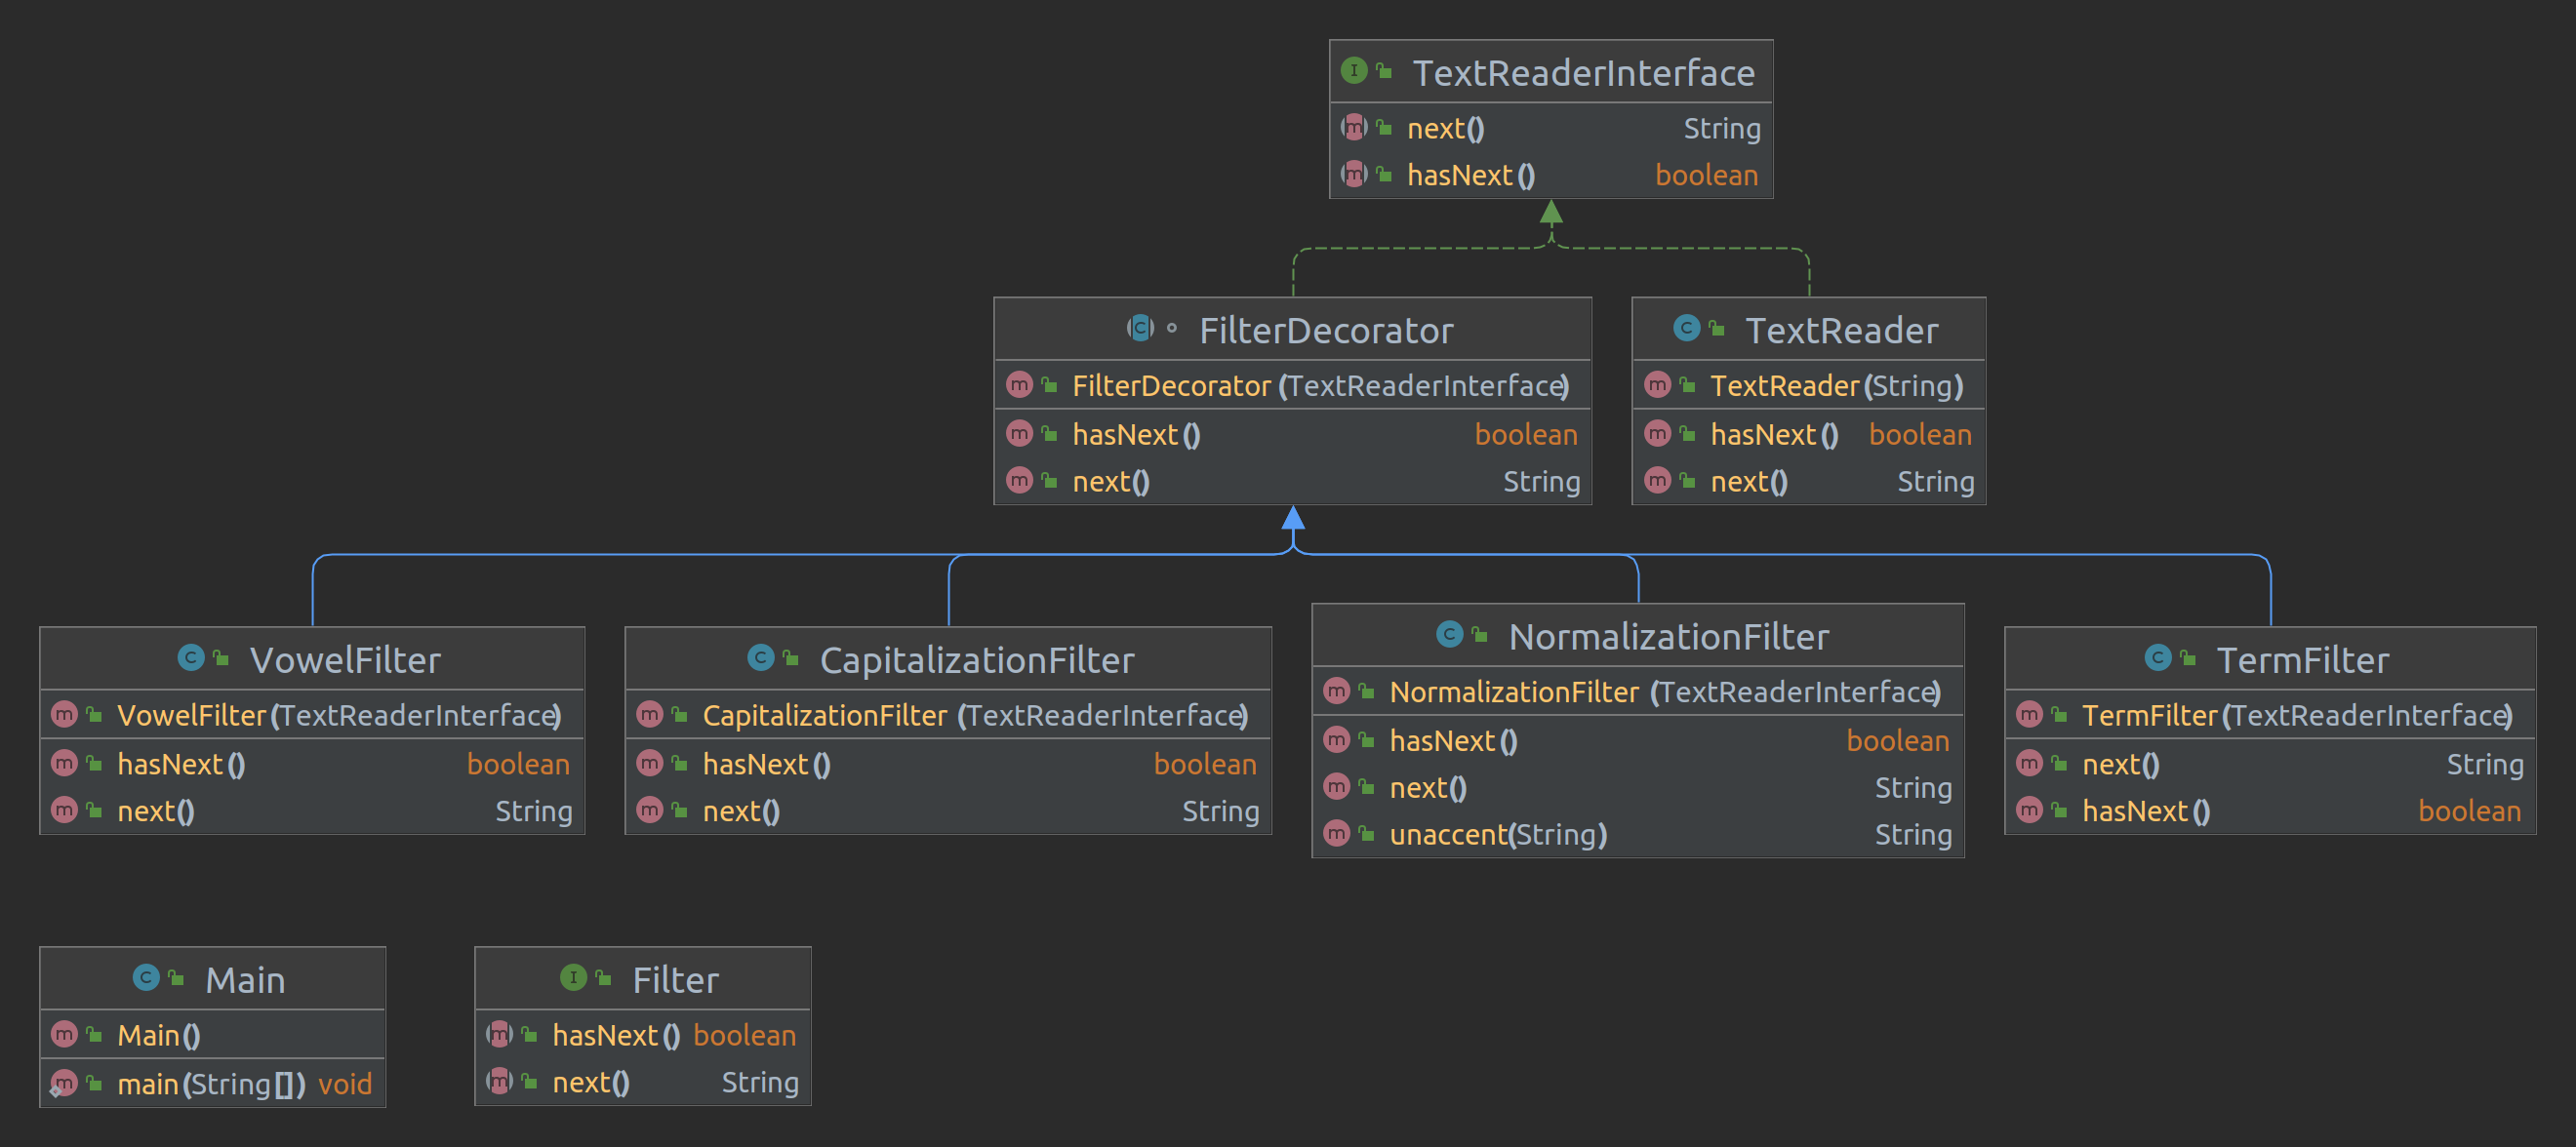 TextReaderInterface
next() String
hasNext() boolean
FilterDecorator
FilterDecorator(TextReaderInterface)
hasNext() boolean
next() String
TextReader
TextReader(String)
hasNext() boolean
next() String
VowelFilter
VowelFilter(TextReaderInterface)
hasNext() boolean
next() String
CapitalizationFilter
CapitalizationFilter(TextReaderInterface)
hasNext() boolean
next() String
NormalizationFilter
NormalizationFilter(TextReaderInterface)
hasNext() boolean
next() String
unaccent(String) String
TermFilter
TermFilter(TextReaderInterface)
next() String
hasNext() boolean
Main
Main()
main(String[]) void
Filter
hasNext() boolean
next() String